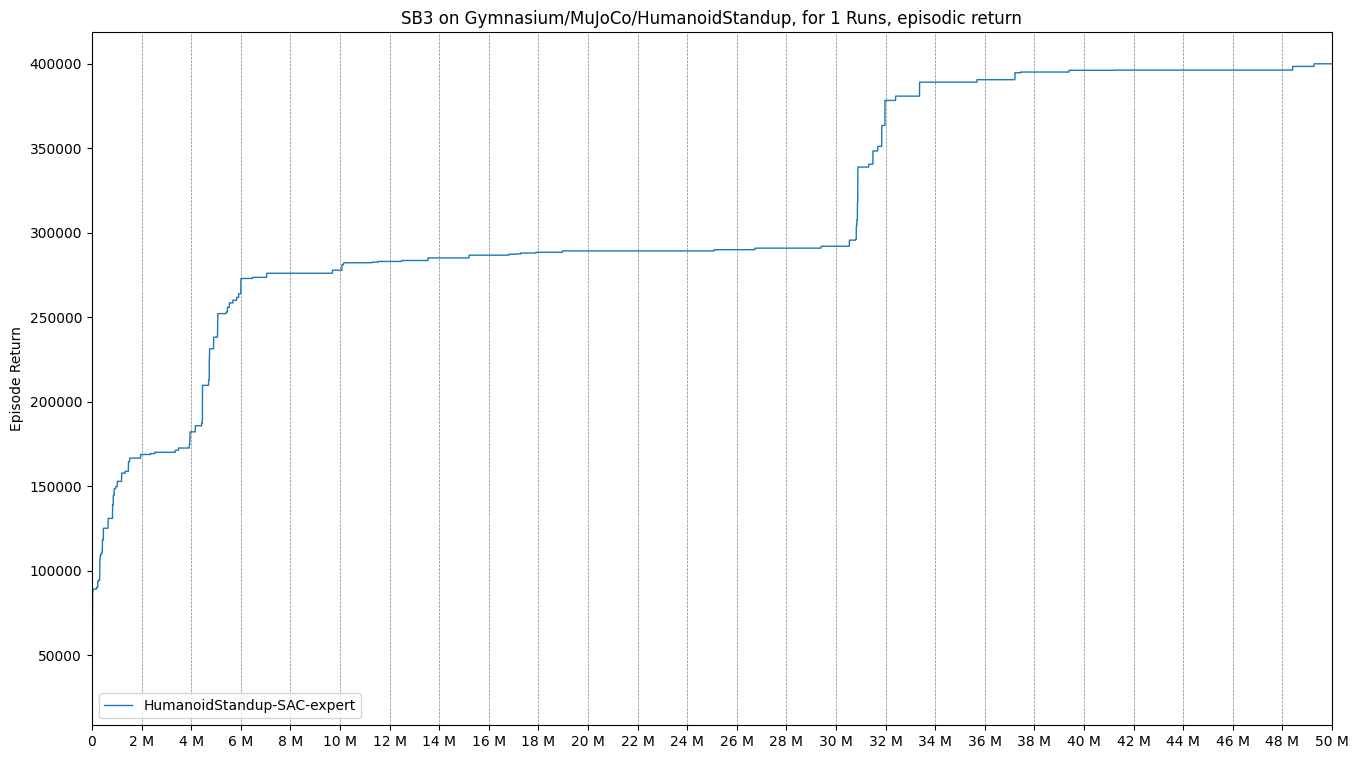 SB3 on Gymnasium/MuJoCo/HumanoidStandup, for 1 Runs, episodic return
400000
350000
300000
250000
200000
150000
100000
50000
Episode Return
HumanoidStandup-SAC-expert
0 2 M 4 M 6 M 8 M 10 M 12 M 14 M 16 M 18 M 20 M 22 M 24 M 26 M 28 M 30 M 32 M 34 M 36 M 38 M 40 M 42 M 44 M 46 M 48 M 50 M